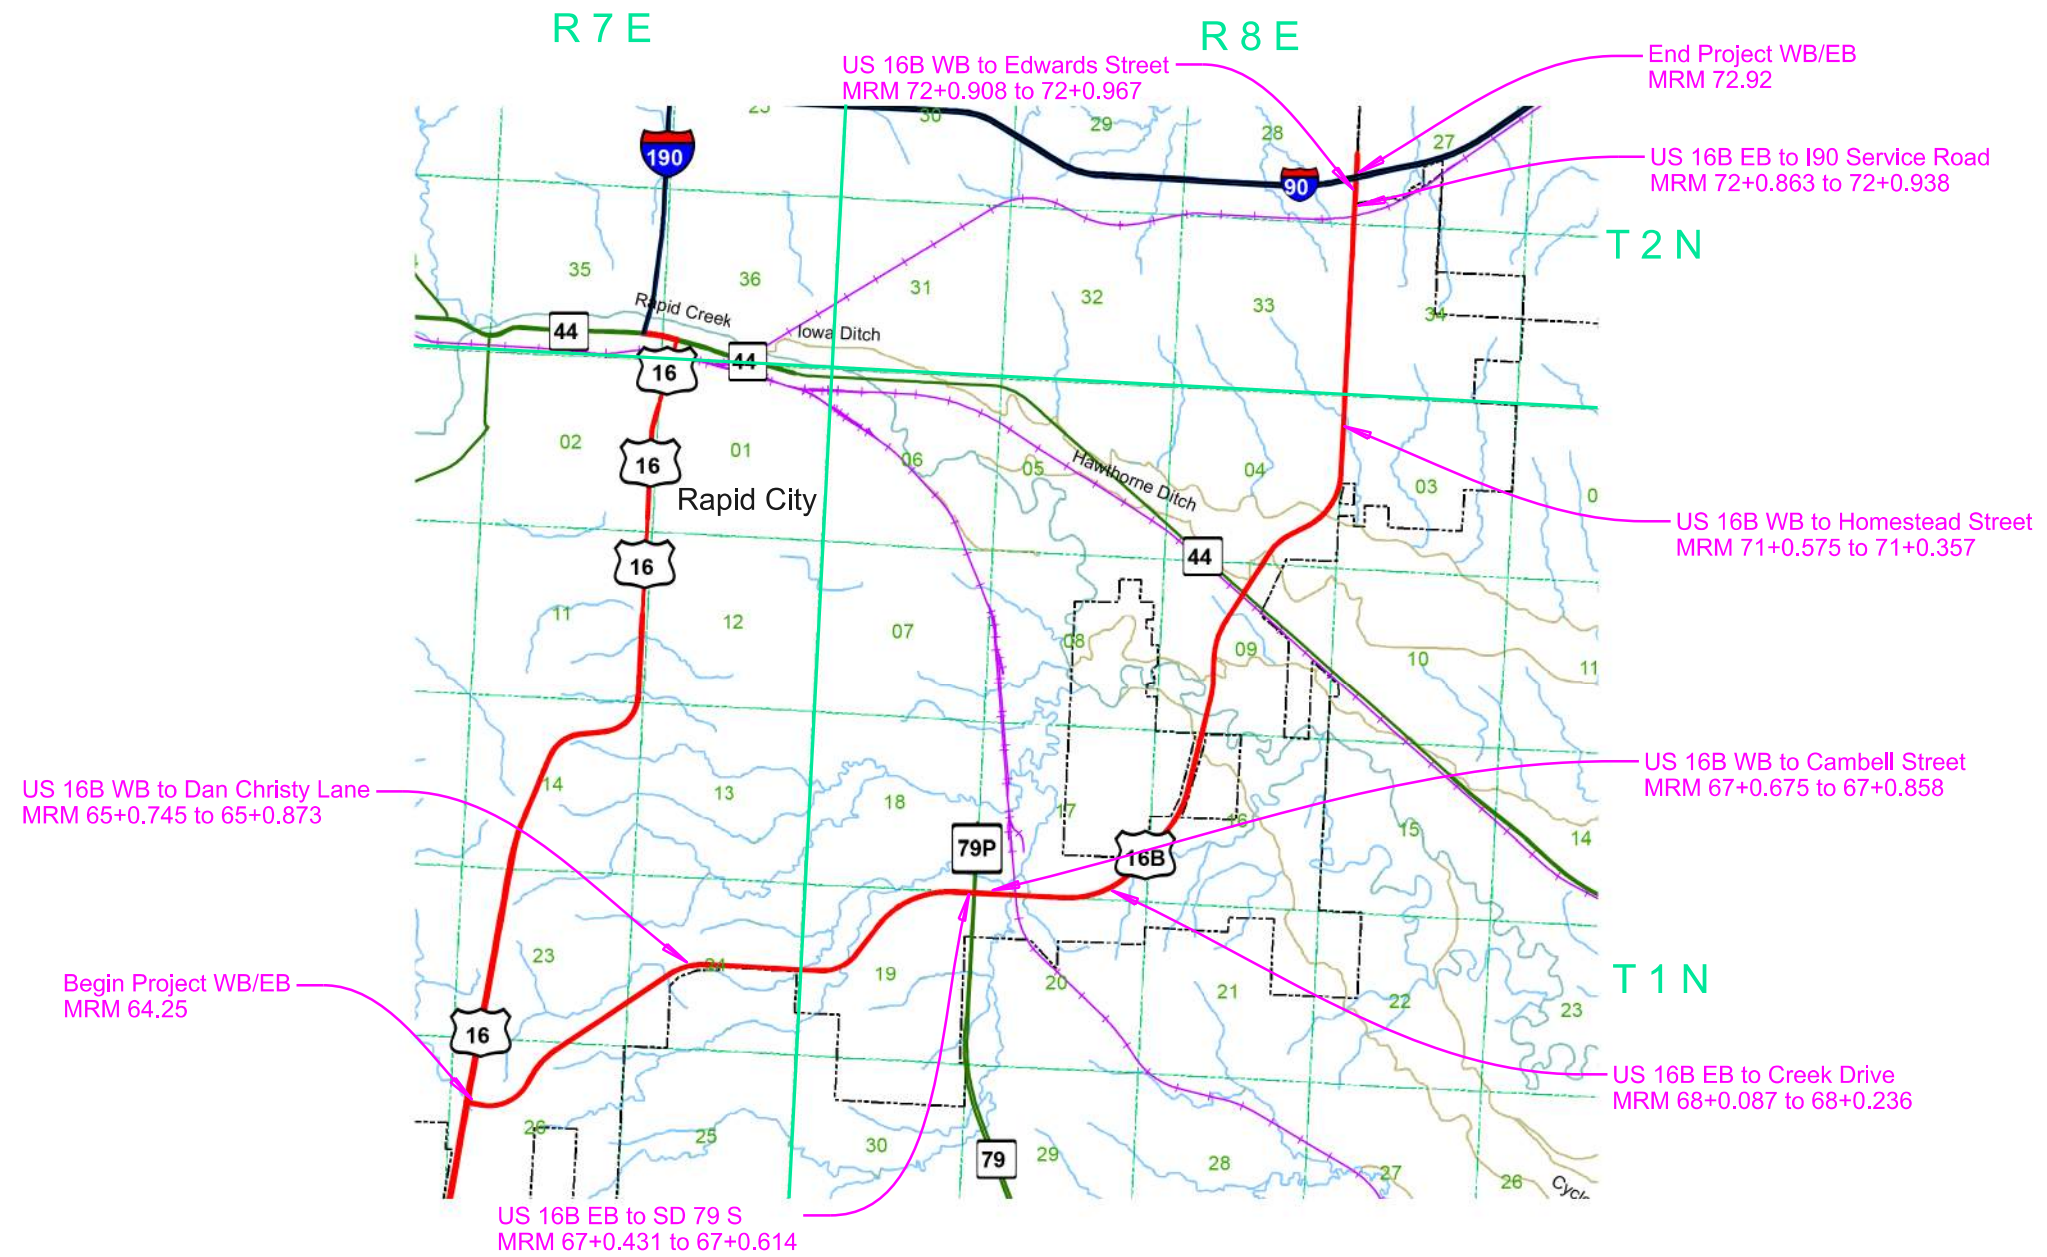 R 7 E
R 8 E
US 16B WB to Edwards Street
MRM 72+0.908 to 72+0.967
End Project WB/EB
MRM 72.92
US 16B EB to I90 Service Road
MRM 72+0.863 to 72+0.938
T 2 N
30
29
28
27
190
90
35
36
31
32
33
34
Rapid Creek
Iowa Ditch
44
44
16
02
01
06
05
04
03
0
16
Rapid City
Hawthorne Ditch
US 16B WB to Homestead Street
MRM 71+0.575 to 71+0.357
44
16
11
12
07
08
09
10
11
US 16B WB to Cambell Street
MRM 67+0.675 to 67+0.858
US 16B WB to Dan Christy Lane
MRM 65+0.745 to 65+0.873
14
13
18
17
16
15
14
79P
16B
23
24
19
20
21
22
23
T 1 N
Begin Project WB/EB
MRM 64.25
16
US 16B EB to Creek Drive
MRM 68+0.087 to 68+0.236
26
25
30
29
28
27
26
79
US 16B EB to SD 79 S
MRM 67+0.431 to 67+0.614